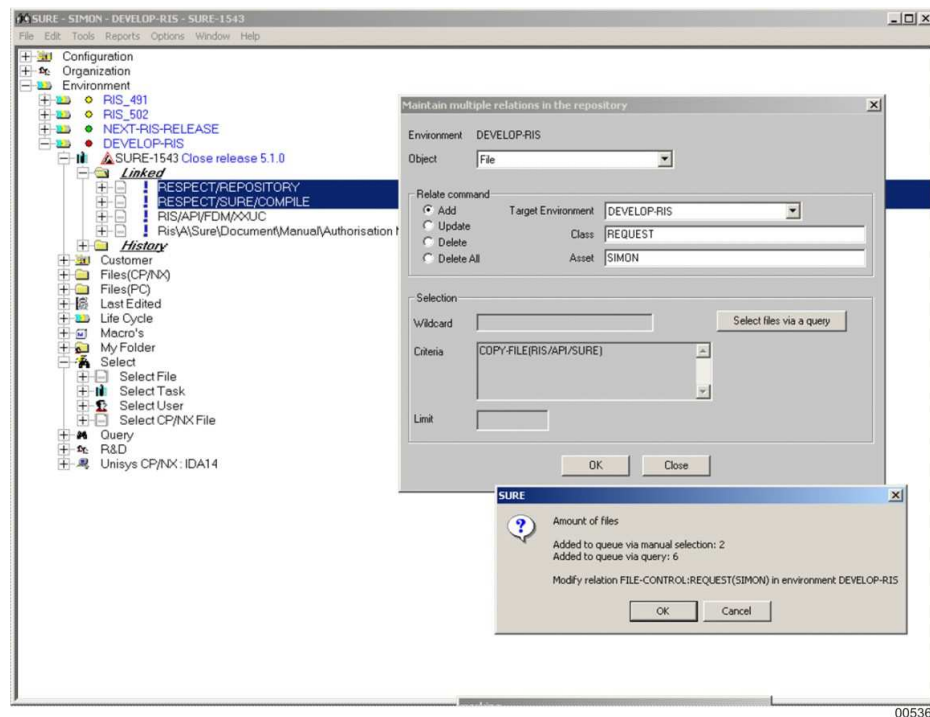 SURE - SIMON - DEVELOP-RIS - SURE-1543
File Edit Tools Reports Options Window Help
Configuration
Organization
Environment
RIS_491
RIS_502
NEXT-RIS-RELEASE
DEVELOP-RIS
SURE-1543 Close release 5.1.0
Linked
RESPECT/REPOSITORY
RESPECT/SURE/COMPILE
RIS/API/FDM/XXUC
Ris\A\Sure\Document\Manual\Authorisation
History
Customer
Files(CP/NX)
Files(PC)
Last Edited
Life Cycle
Macro's
My Folder
Select
Select File
Select Task
Select User
Select CP/NX File
Query
R&D
Unisys CP/NX : IDA14
Maintain multiple relations in the repository
Environment DEVELOP-RIS
Object File
Relate command
Add Target Environment DEVELOP-RIS
Update Class REQUEST
Delete
Delete All Asset SIMON
Selection
Wildcard Select files via a query
Criteria COPY-FILE(RIS/API/SURE)
Limit
OK Close
SURE
Amount of files
Added to queue via manual selection: 2
Added to queue via query: 6
Modify relation FILE-CONTROL:REQUEST(SIMON) in environment DEVELOP-RIS
OK Cancel
00536